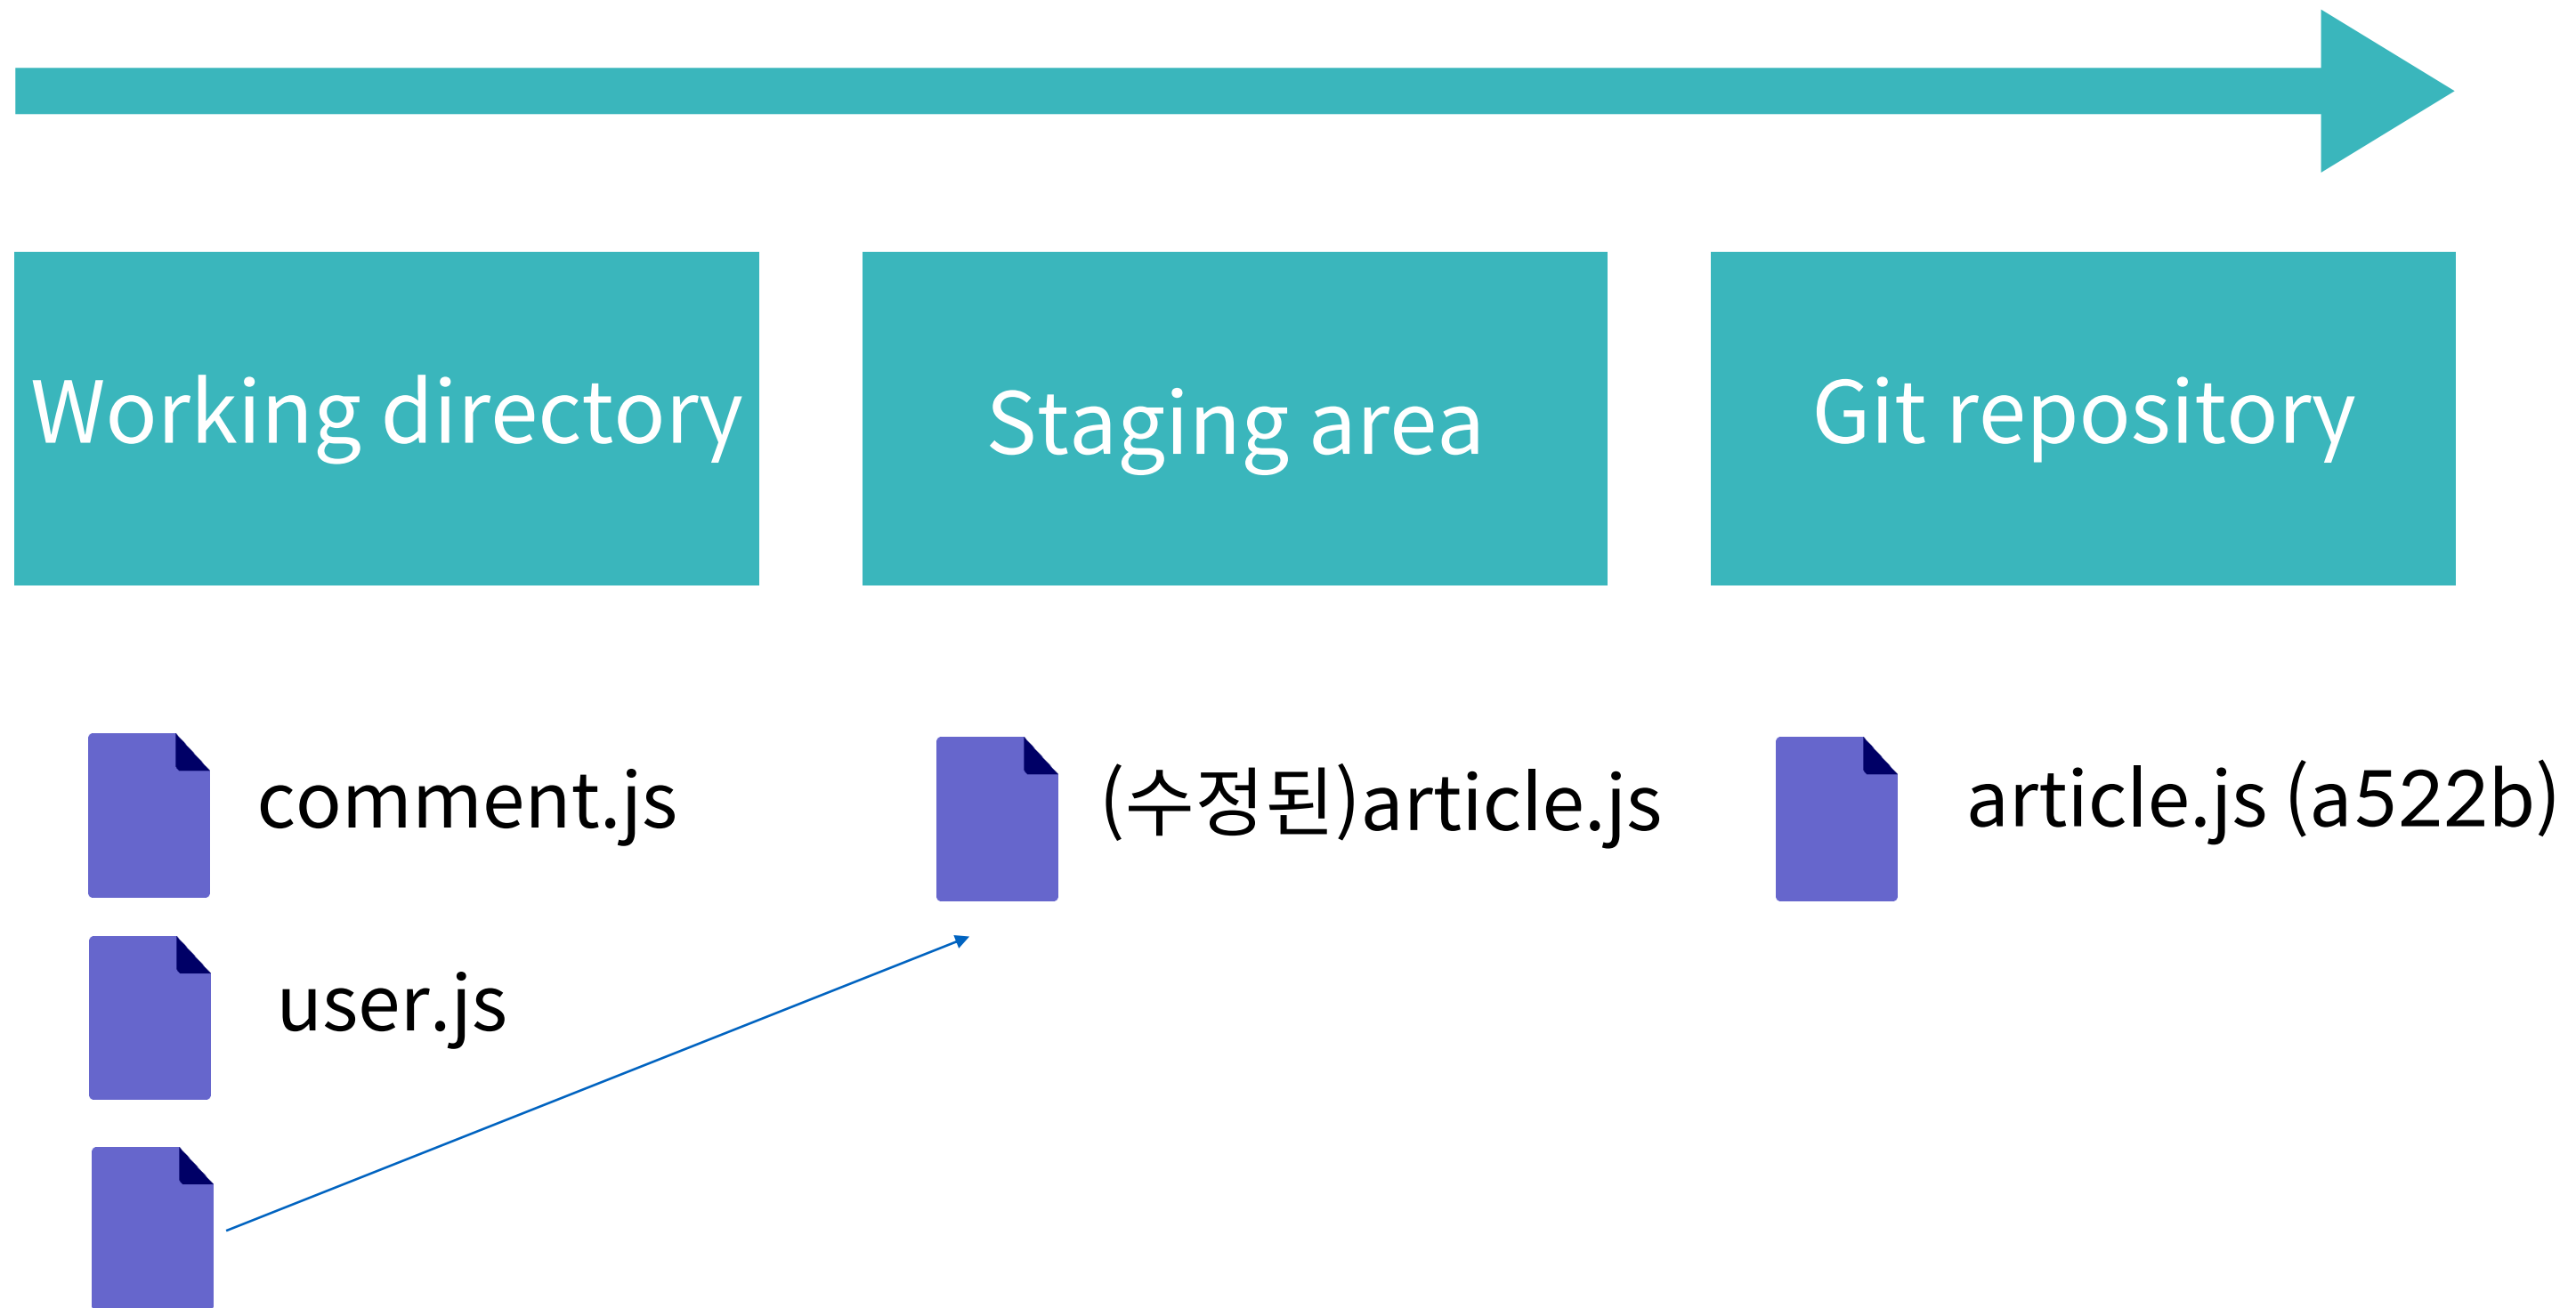 Working directory
Staging area
Git repository
comment.js
(수정된)article.js
article.js (a522b)
user.js